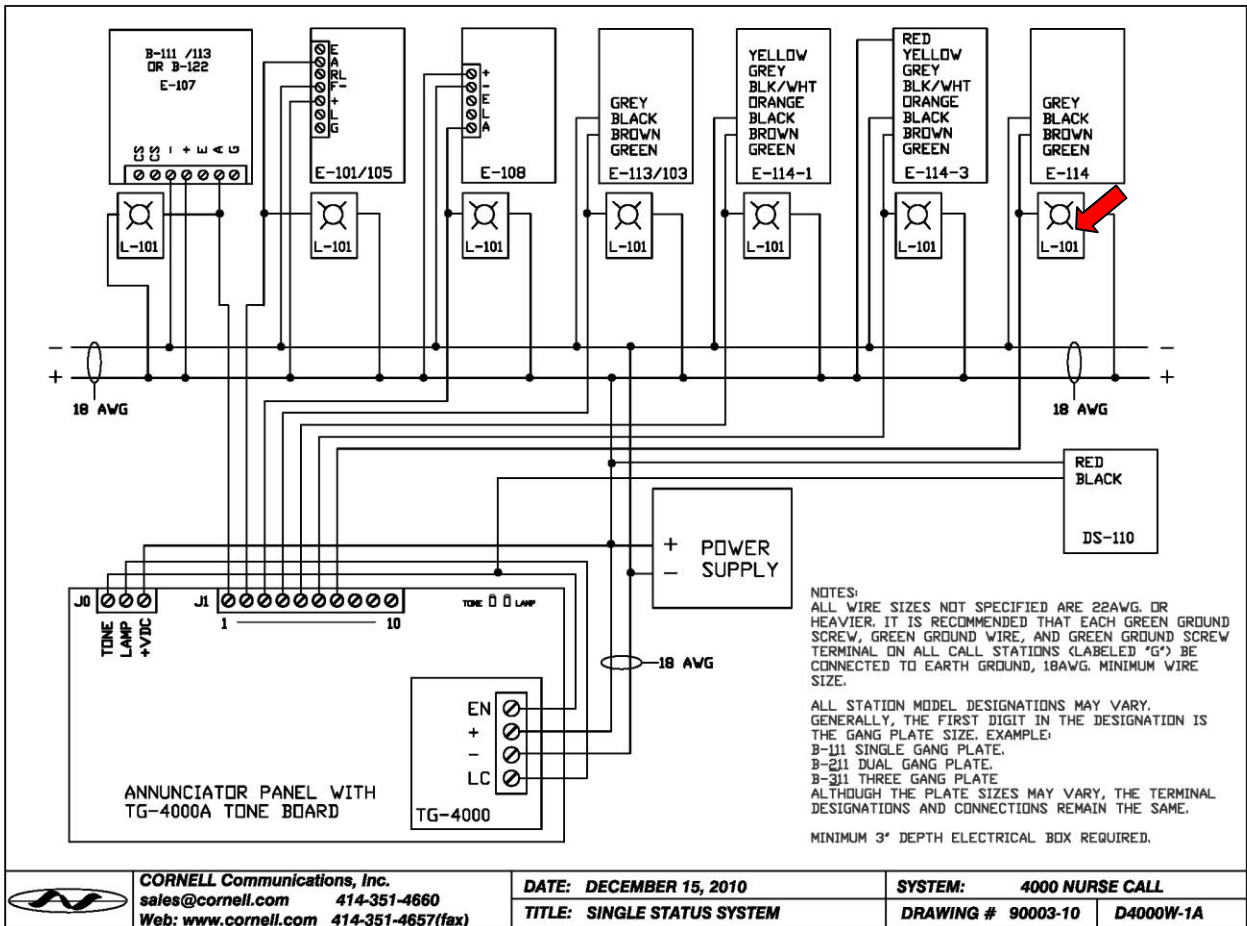 B-111 /113
OR B-122
E-107
CS CS - + E A G
L-101
E
A
RL
F-
+
L
G
E-101/105
L-101
+
-
E
L
A
E-108
L-101
GREY
BLACK
BROWN
GREEN
E-113/103
L-101
YELLOW
GREY
BLK/WHT
ORANGE
BLACK
BROWN
GREEN
E-114-1
L-101
RED
YELLOW
GREY
BLK/WHT
ORANGE
BLACK
BROWN
GREEN
E-114-3
L-101
GREY
BLACK
BROWN
GREEN
E-114
L-101
- -
+ +
18 AWG
18 AWG
RED
BLACK
DS-110
+ POWER
- SUPPLY
J0
TONE
LAMP
+VDC
J1
1 10
TONE LAMP
18 AWG
EN
+
-
LC
TG-4000
ANNUNCIATOR PANEL WITH
TG-4000A TONE BOARD
NOTES:
ALL WIRE SIZES NOT SPECIFIED ARE 22AWG. OR
HEAVIER. IT IS RECOMMENDED THAT EACH GREEN GROUND
SCREW, GREEN GROUND WIRE, AND GREEN GROUND SCREW
TERMINAL ON ALL CALL STATIONS (LABELED "G") BE
CONNECTED TO EARTH GROUND, 18AWG. MINIMUM WIRE
SIZE.
ALL STATION MODEL DESIGNATIONS MAY VARY.
GENERALLY, THE FIRST DIGIT IN THE DESIGNATION IS
THE GANG PLATE SIZE. EXAMPLE:
B-111 SINGLE GANG PLATE.
B-211 DUAL GANG PLATE.
B-311 THREE GANG PLATE
ALTHOUGH THE PLATE SIZES MAY VARY, THE TERMINAL
DESIGNATIONS AND CONNECTIONS REMAIN THE SAME.
MINIMUM 3" DEPTH ELECTRICAL BOX REQUIRED.
CORNELL Communications, Inc.
sales@cornell.com 414-351-4660
Web: www.cornell.com 414-351-4657(fax)
DATE: DECEMBER 15, 2010
TITLE: SINGLE STATUS SYSTEM
SYSTEM: 4000 NURSE CALL
DRAWING # 90003-10 D4000W-1A